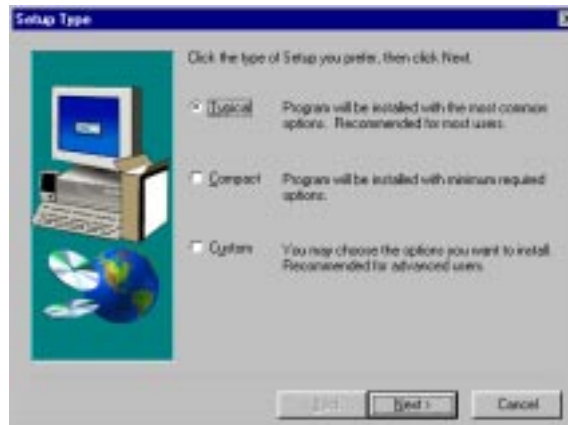 Setup Type
Click the type of Setup you prefer, then click Next.
Typical
Program will be installed with the most common
options. Recommended for most users.
Compact
Program will be installed with minimum required
options.
Custom
You may choose the options you want to install.
Recommended for advanced users.
Next >
Cancel